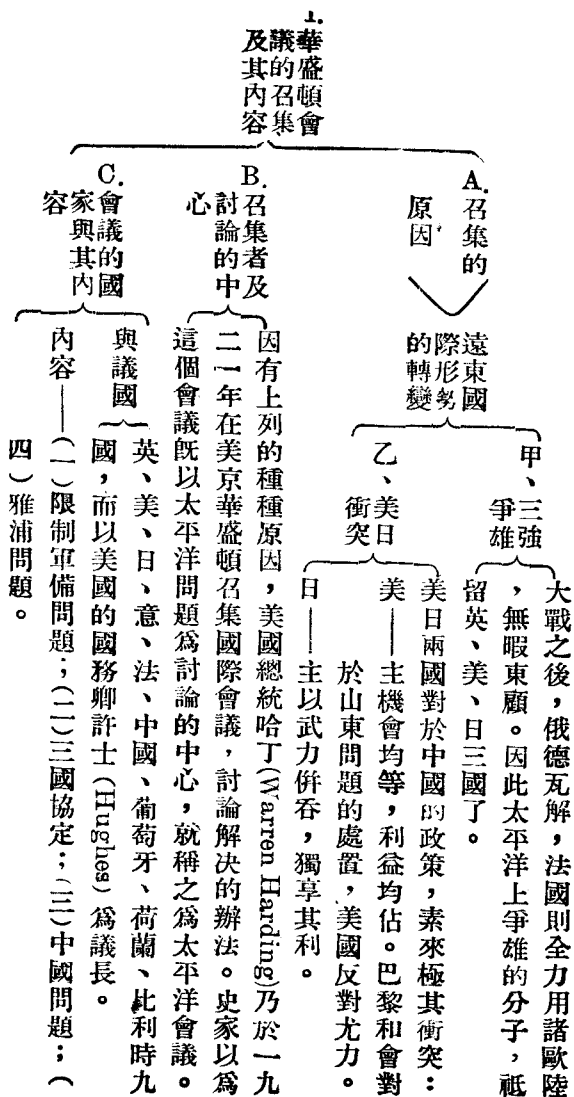 1.
華盛頓會
議的召集
及其內容
A.召集的
原因
遠東國
際形勢
的轉變
甲、三強
爭雄
大戰之後，俄德瓦解，法國則全力用諸歐陸
，無暇東顧。因此太平洋上爭雄的分子，祗
留英、美、日三國了。
乙、美日
衝突
美日兩國對於中國的政策，素來極其衝突：
美——主機會均等，利益均佔。巴黎和會對
於山東問題的處置，美國反對尤力。
日——主以武力併吞，獨享其利。
B.召集者及
討論的中
心
因有上列的種種原因，美國總統哈丁(Warren Harding)乃於一九
二一年在美京華盛頓召集國際會議，討論解决的辦法。史家以爲
這個會議旣以太平洋問題爲討論的中心，就稱之爲太平洋會議。
C.會議的國
家與其內
容
與議國
英、美、日、意、法、中國、葡萄牙、荷蘭、比利時九
國，而以美國的國務卿許士(Hughes)爲議長。
內容——(一)限制軍備問題；(二)三國協定；(三)中國問題；(
四)雅浦問題。